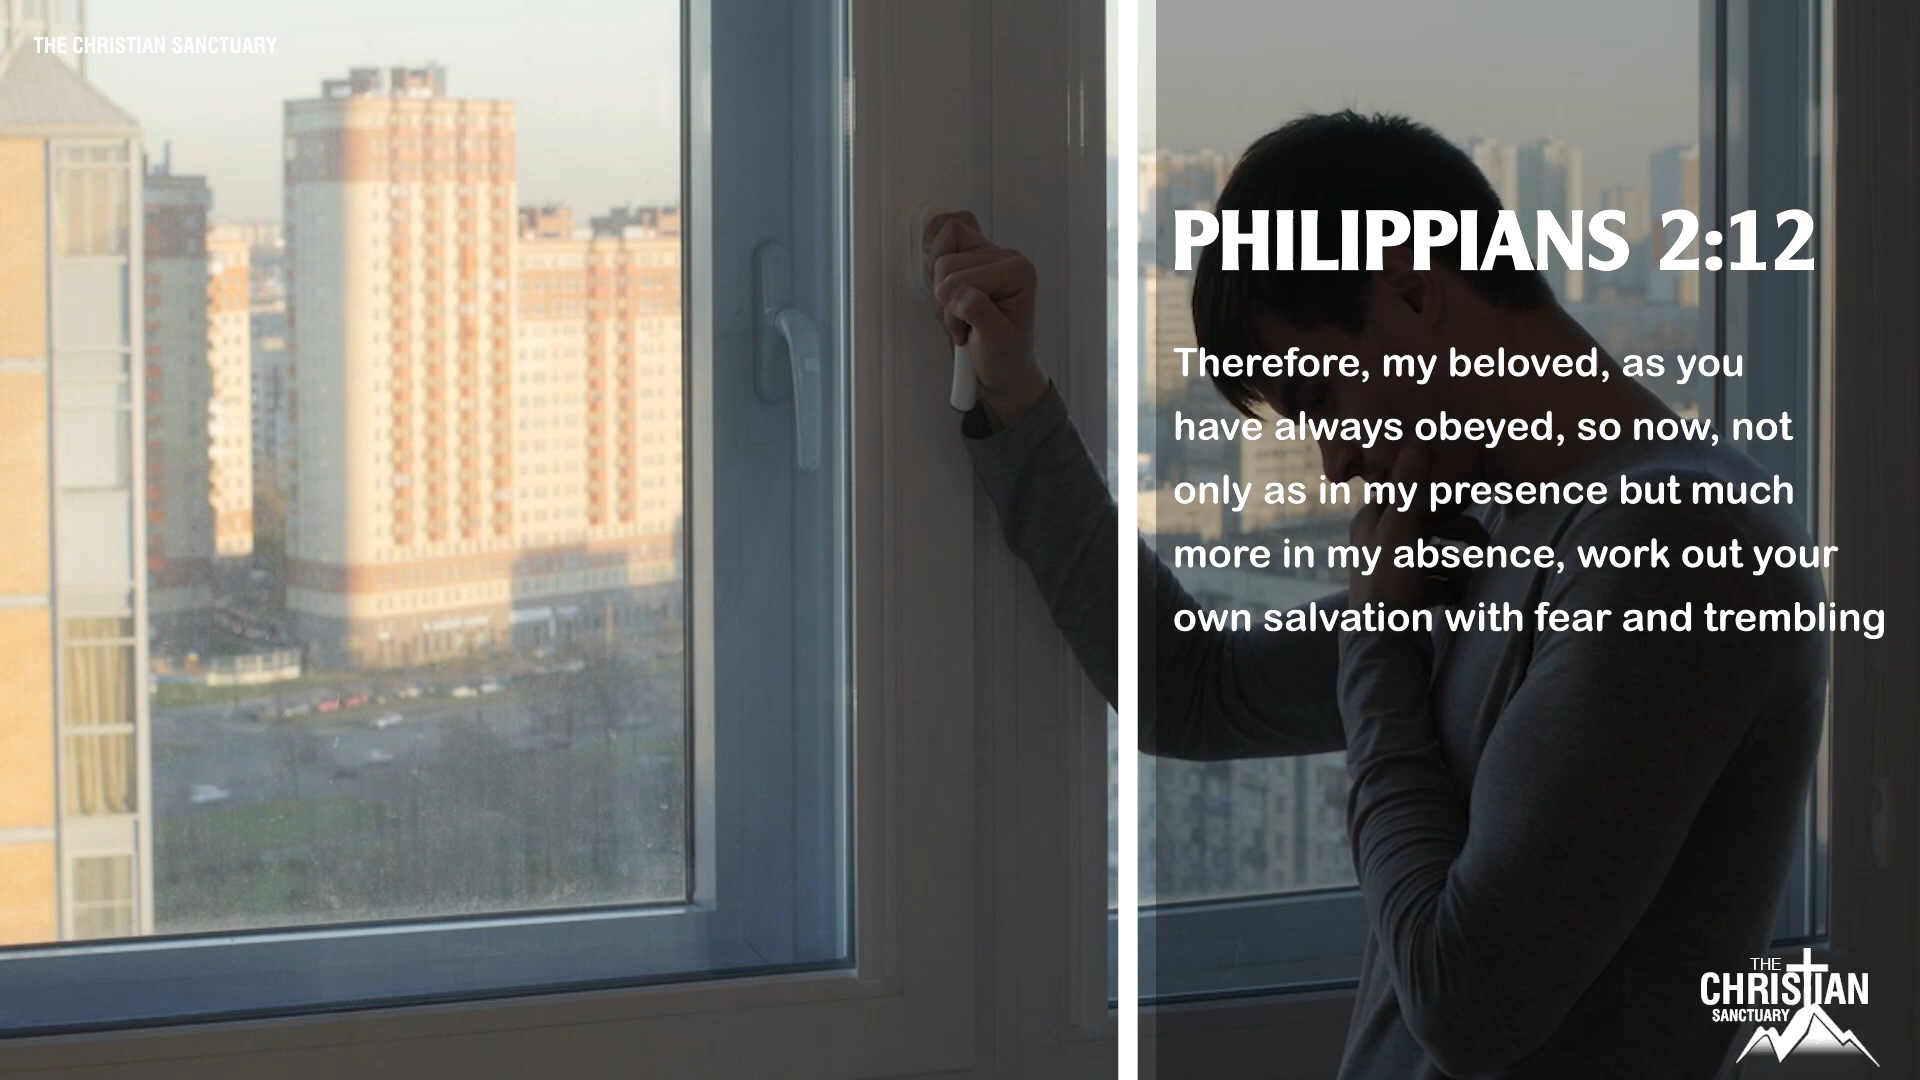 THE CHRISTIAN SANCTUARY
PHILIPPIANS 2:12
Therefore, my beloved, as you
have always obeyed, so now, not
only as in my presence but much
more in my absence, work out your
own salvation with fear and trembling
THE
CHRISTIAN
SANCTUARY